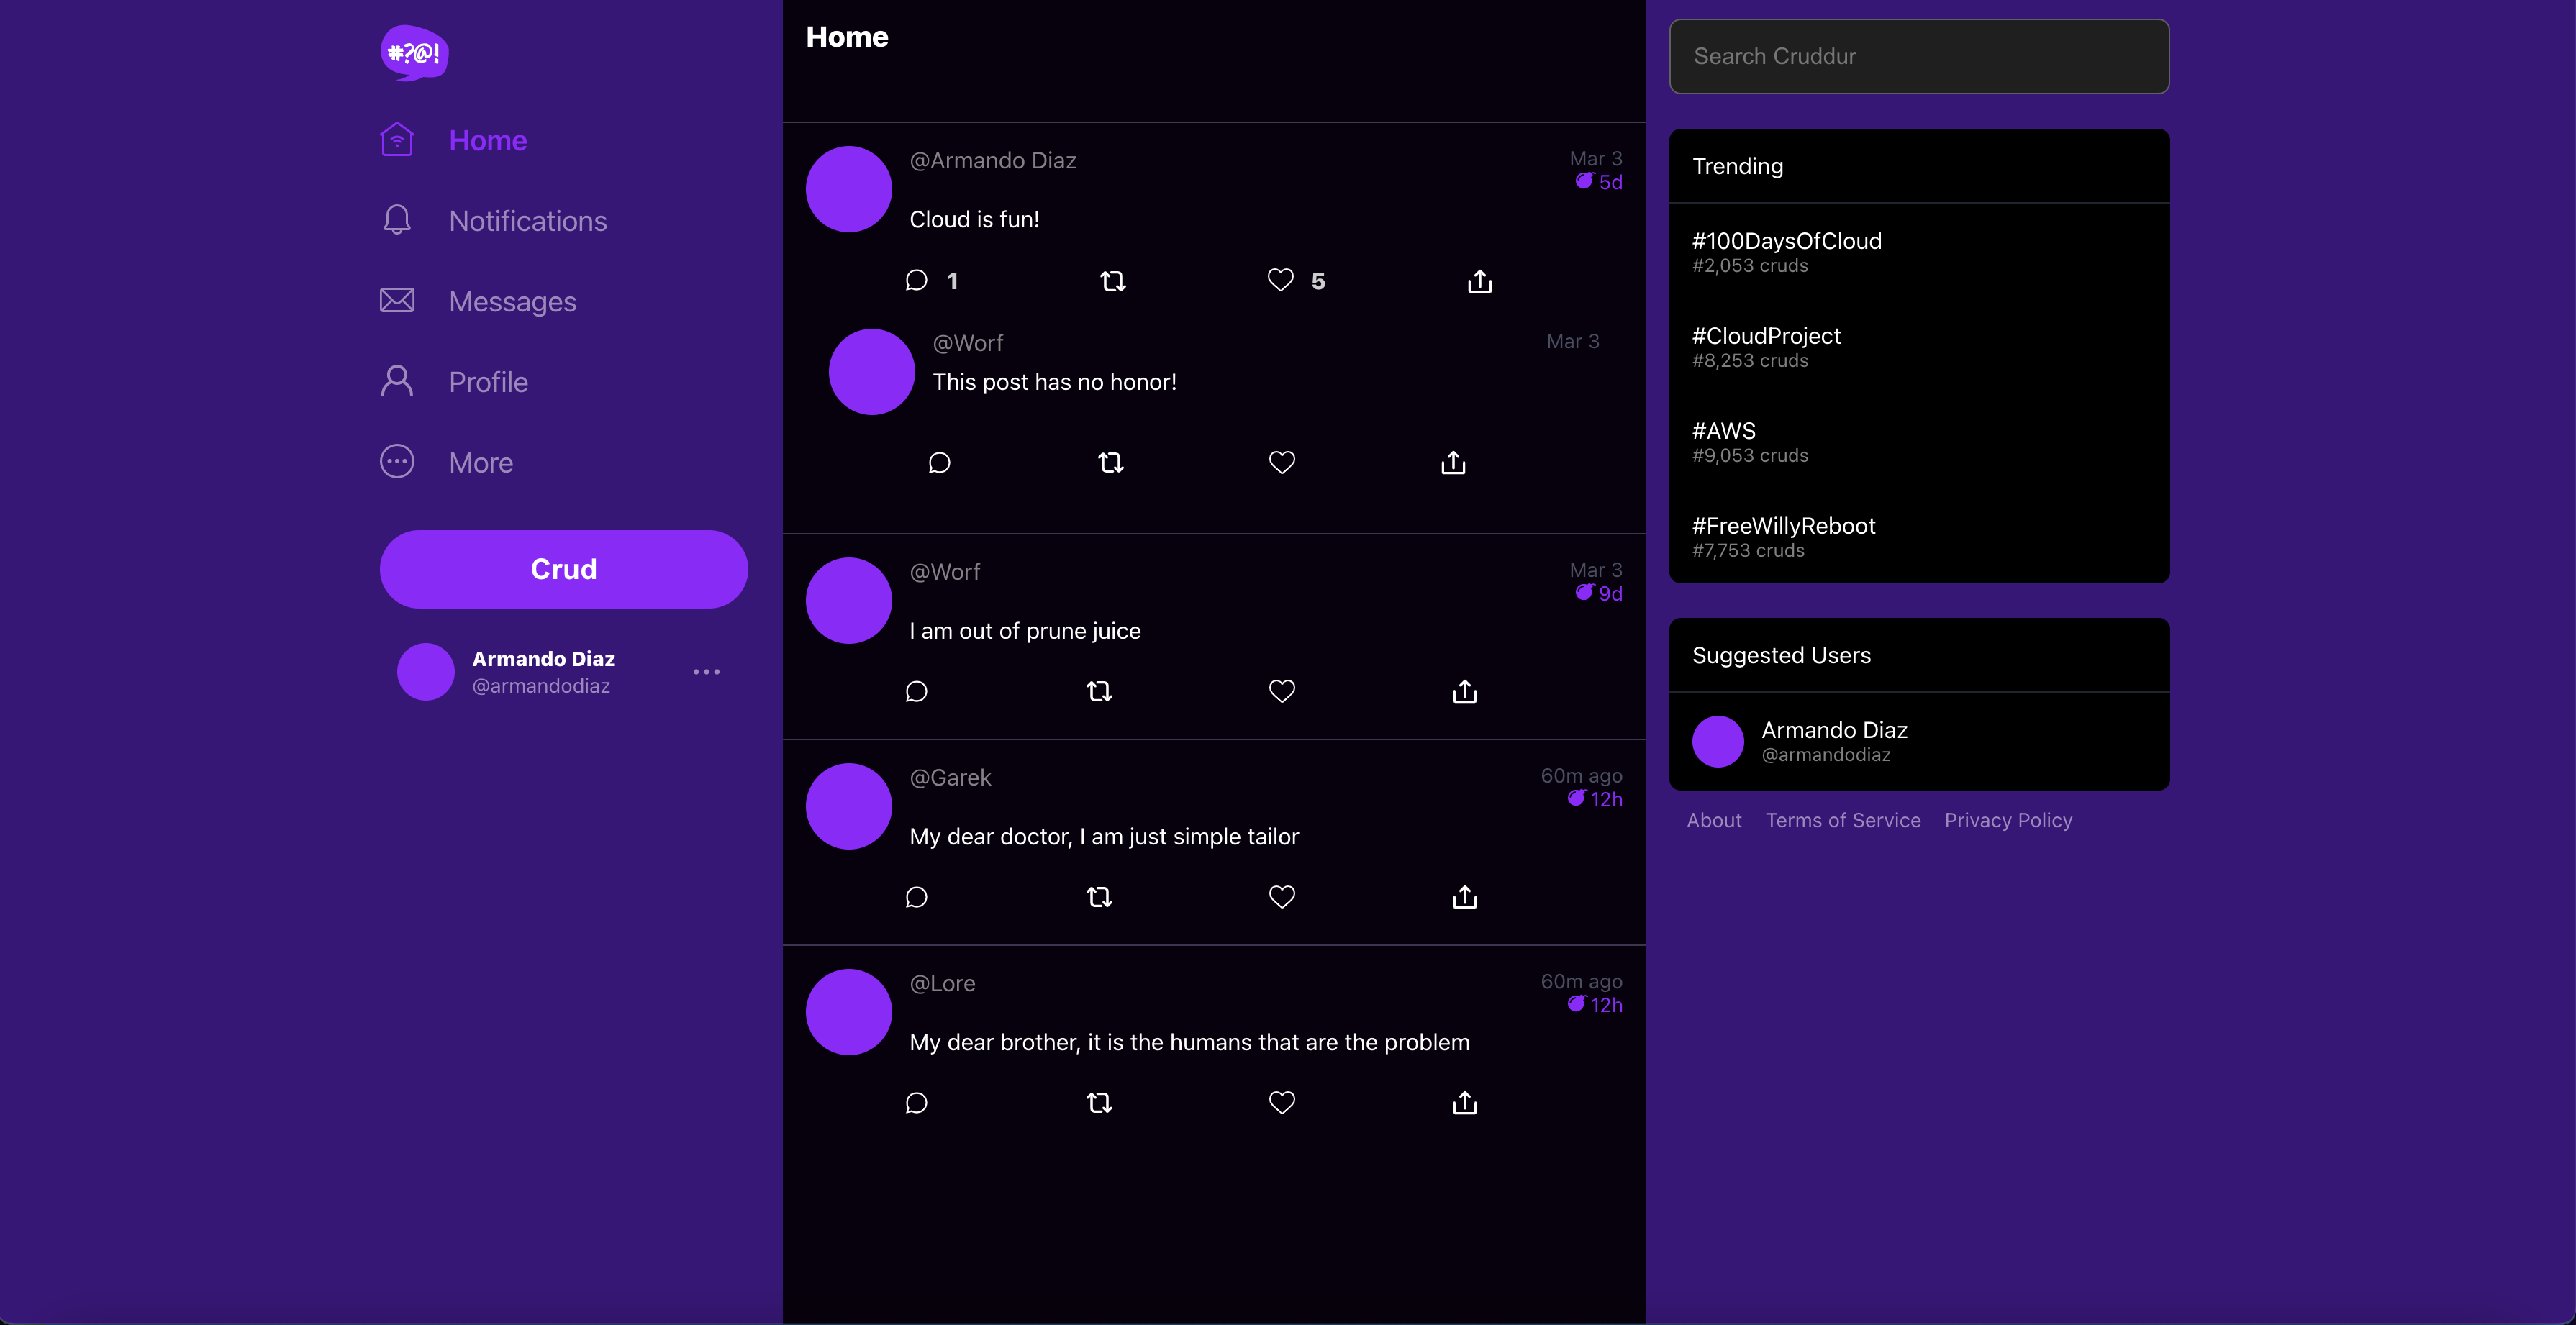 #?@!
Home
Notifications
Messages
Profile
More
Crud
Armando Diaz
@armandodiaz
Home
@Armando Diaz
Mar 3
5d
Cloud is fun!
1
5
@Worf
Mar 3
This post has no honor!
@Worf
Mar 3
9d
I am out of prune juice
@Garek
60m ago
12h
My dear doctor, I am just simple tailor
@Lore
60m ago
12h
My dear brother, it is the humans that are the problem
Search Cruddur
Trending
#100DaysOfCloud
#2,053 cruds
#CloudProject
#8,253 cruds
#AWS
#9,053 cruds
#FreeWillyReboot
#7,753 cruds
Suggested Users
Armando Diaz
@armandodiaz
About Terms of Service Privacy Policy